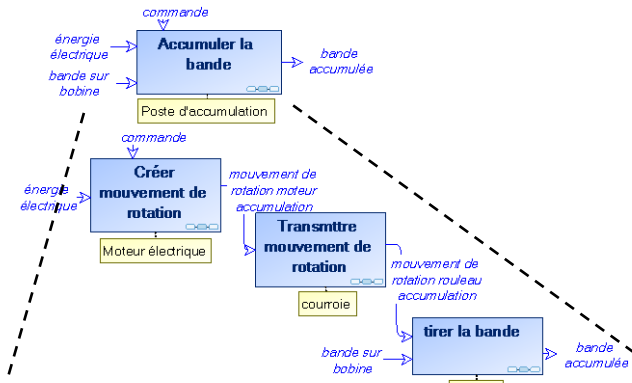 commande
énergie
électrique
Accumuler la
bande
bande
accumulée
bande sur
bobine
Poste d'accumulation
commande
Créer
mouvement de
rotation
énergie
électrique
mouvement de
rotation moteur
accumulation
Moteur électrique
Transmttre
mouvement de
rotation
mouvement de
rotation rouleau
accumulation
courroie
tirer la bande
bande sur
bobine
bande
accumulée